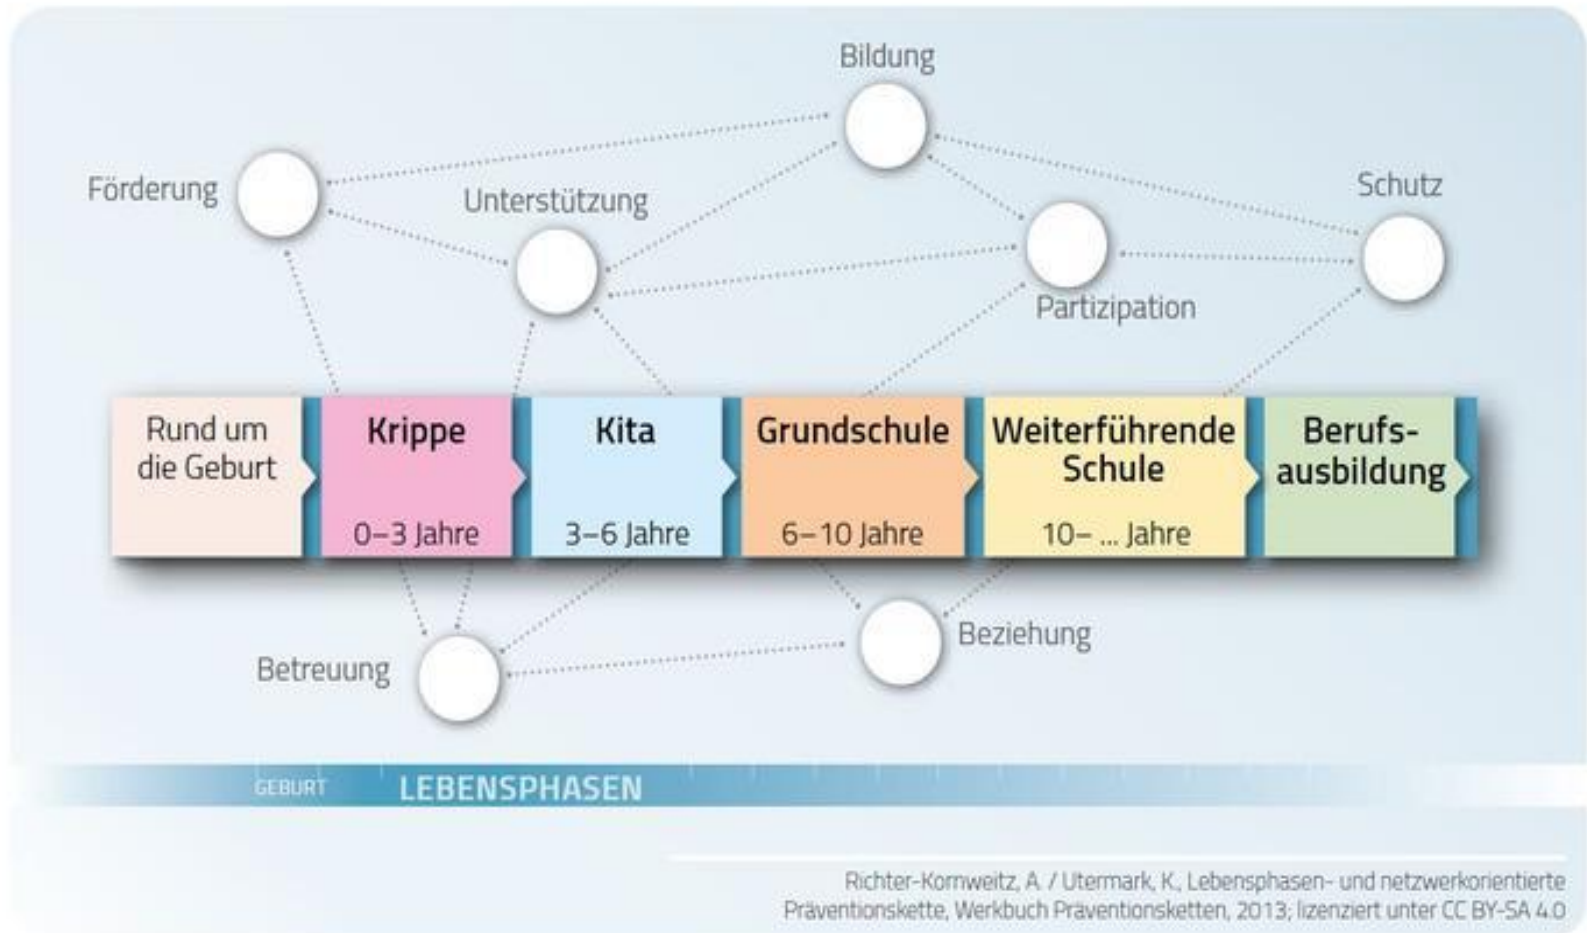 Bildung
Förderung
Unterstützung
Schutz
Partizipation
Rund um
die Geburt
Krippe
0–3 Jahre
Kita
3–6 Jahre
Grundschule
6–10 Jahre
Weiterführende
Schule
10– ... Jahre
Berufs-
ausbildung
Betreuung
Beziehung
GEBURT
LEBENSPHASEN
Richter-Kornweitz, A. / Utermark, K., Lebensphasen- und netzwerkorientierte
Präventionskette, Werkbuch Präventionsketten, 2013; lizenziert unter CC BY-SA 4.0